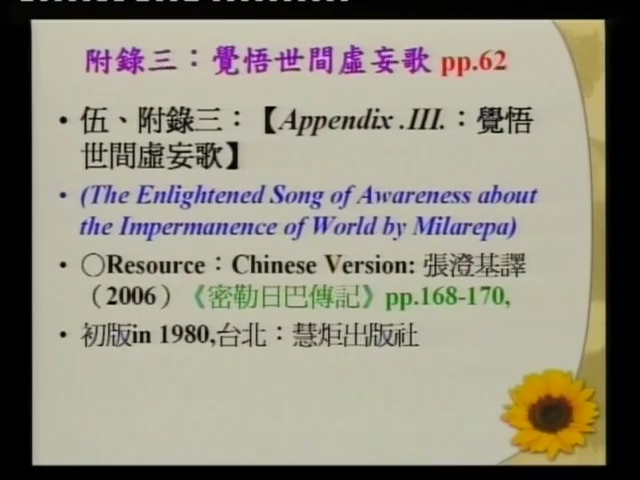 附錄三：覺悟世間虛妄歌 pp.62
• 伍、附錄三：【Appendix .III.：覺悟
世間虛妄歌】
• (The Enlightened Song of Awareness about
the Impermanence of World by Milarepa)
• ○Resource：Chinese Version: 張澄基譯
（2006）《密勒日巴傳記》pp.168-170,
• 初版in 1980,台北：慧炬出版社